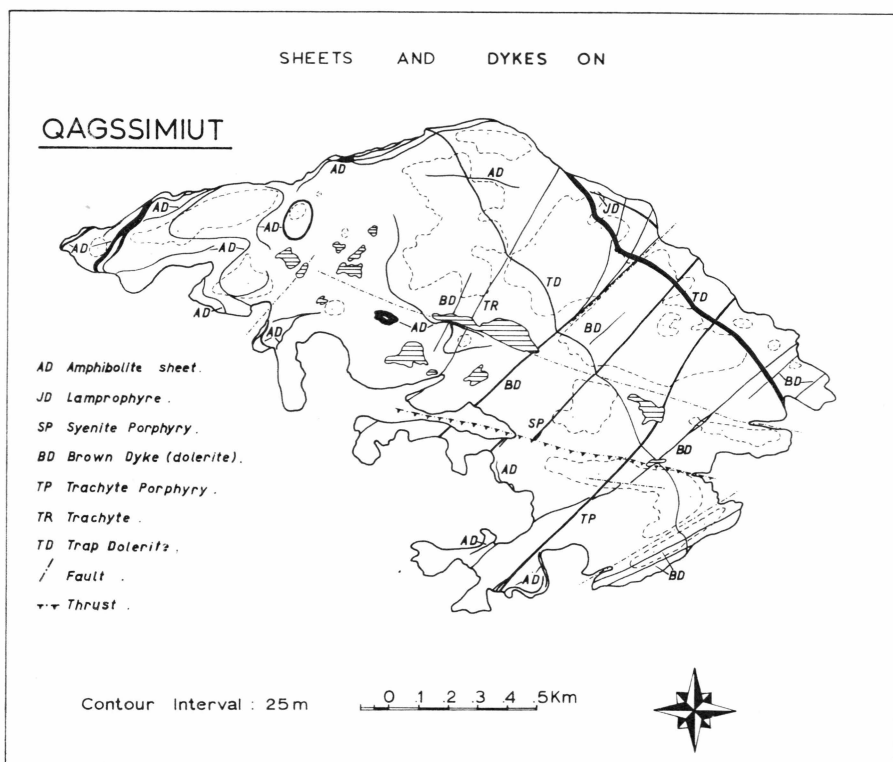 SHEETS AND DYKES ON
QAGSSIMIUT
AD
AD
JD
AD
AD
AD
AD
AD
TD
BD
TR
TD
AD
AD
AD
BD
BD
BD
SP
BD
AD
TP
AD
AD
BD
AD Amphibolite sheet.
JD Lamprophyre.
SP Syenite Porphyry.
BD Brown Dyke (dolerite).
TP Trachyte Porphyry.
TR Trachyte.
TD Trap Dolerite.
Fault.
Thrust.
Contour Interval : 25m
0 .1 .2 .3 .4 .5Km